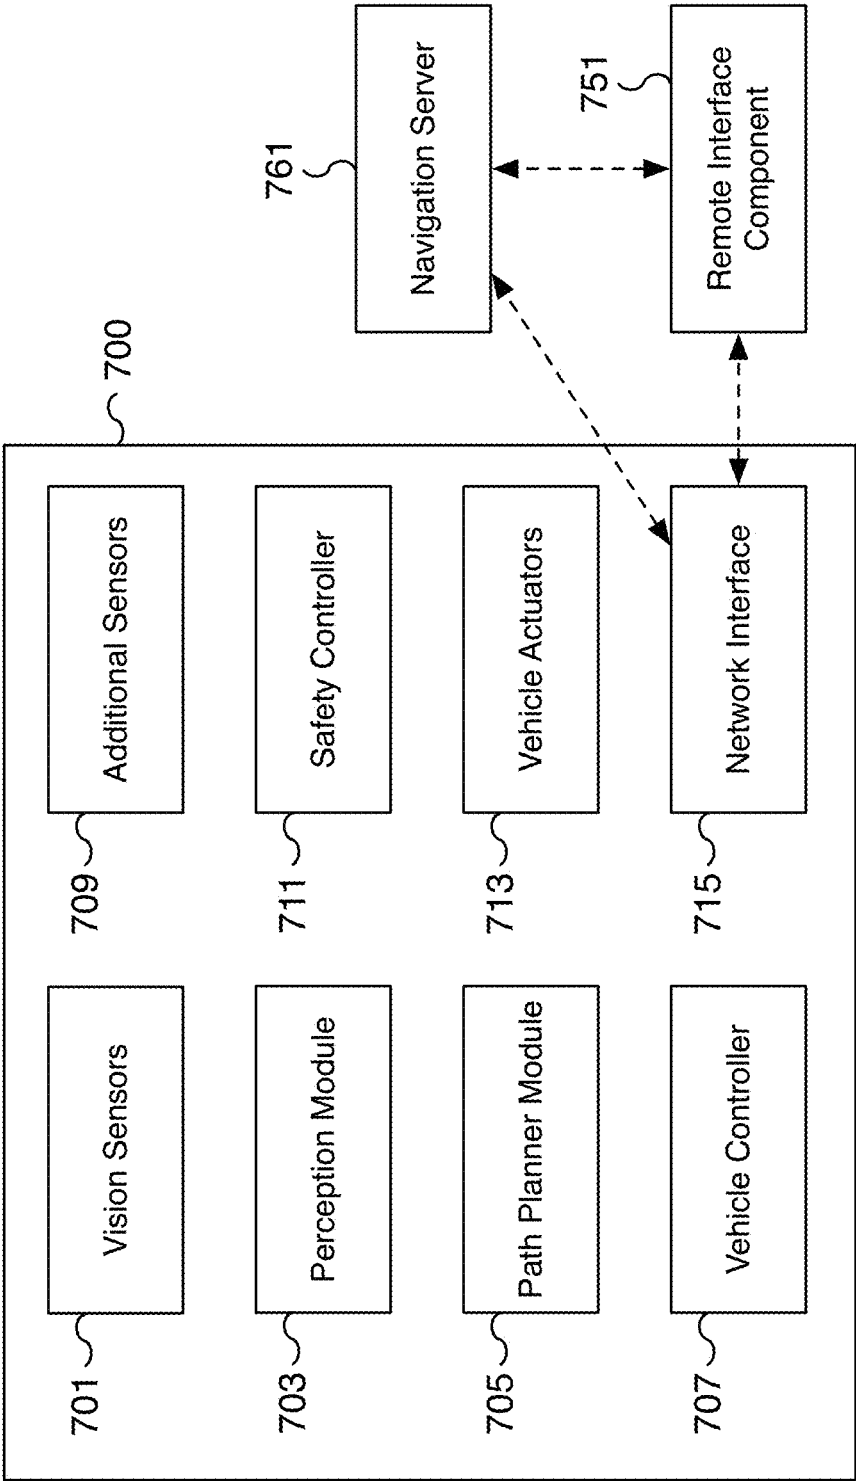 700
701
Vision Sensors
709
Additional Sensors
703
Perception Module
711
Safety Controller
761
Navigation Server
705
Path Planner Module
713
Vehicle Actuators
707
Vehicle Controller
715
Network Interface
751
Remote Interface
Component